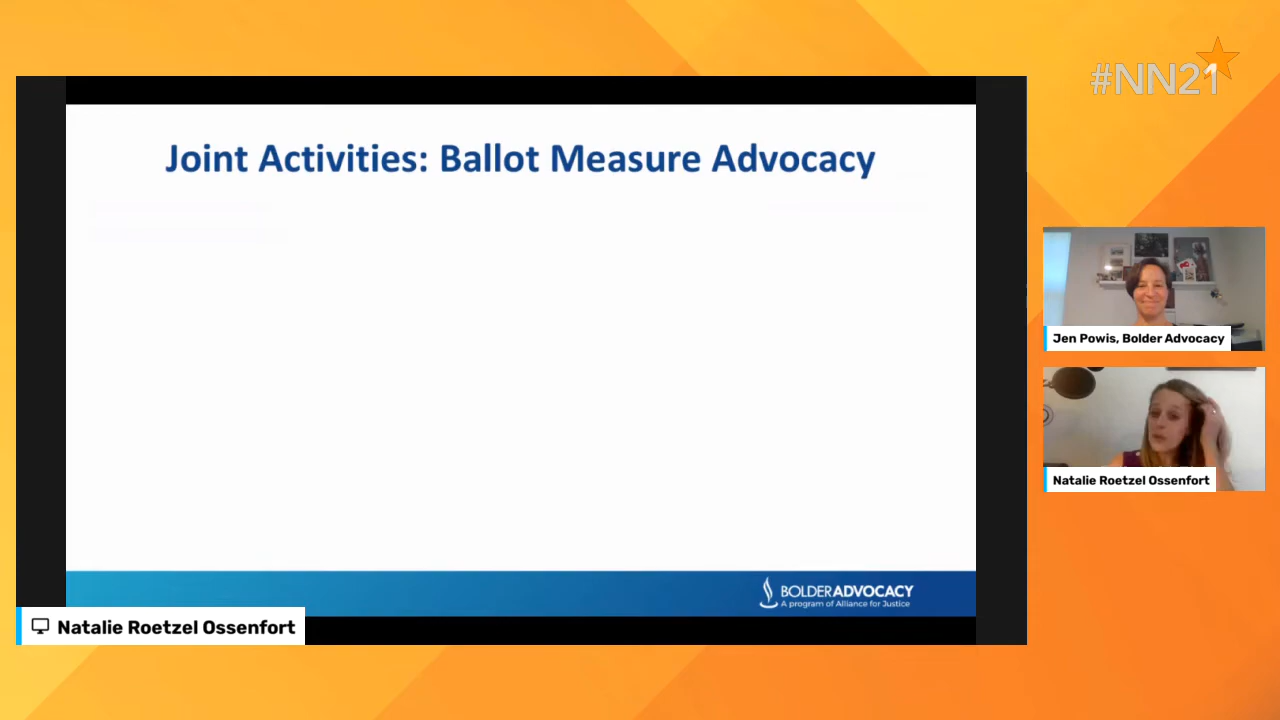 #NN21
Joint Activities: Ballot Measure Advocacy
Jen Powis, Bolder Advocacy
Natalie Roetzel Ossenfort
BOLDERADVOCACY
A program of Alliance for Justice
Natalie Roetzel Ossenfort